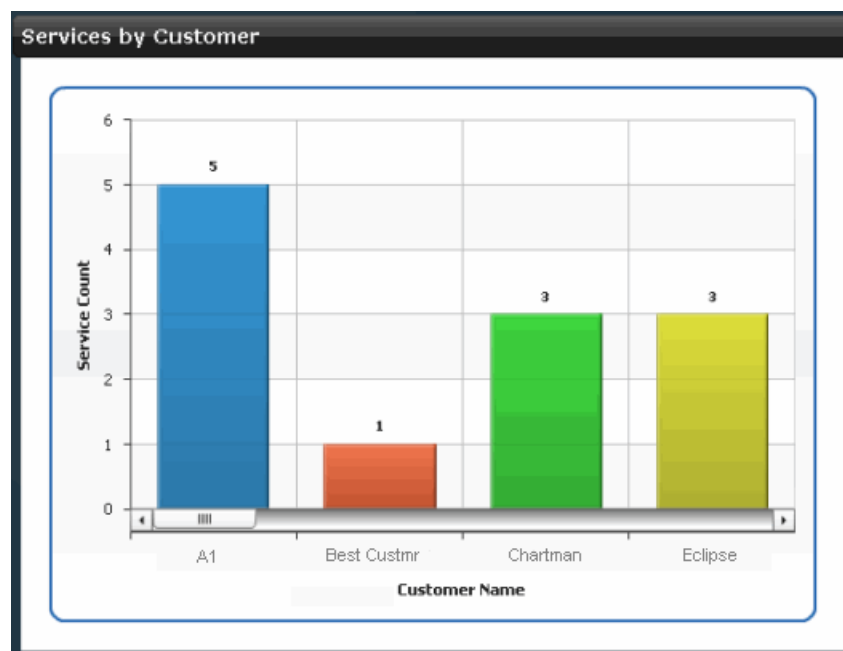 Services by Customer
6
5
5
4
3
3
3
2
1
1
0
Service Count
A1
Best Custmr
Chartman
Eclipse
Customer Name